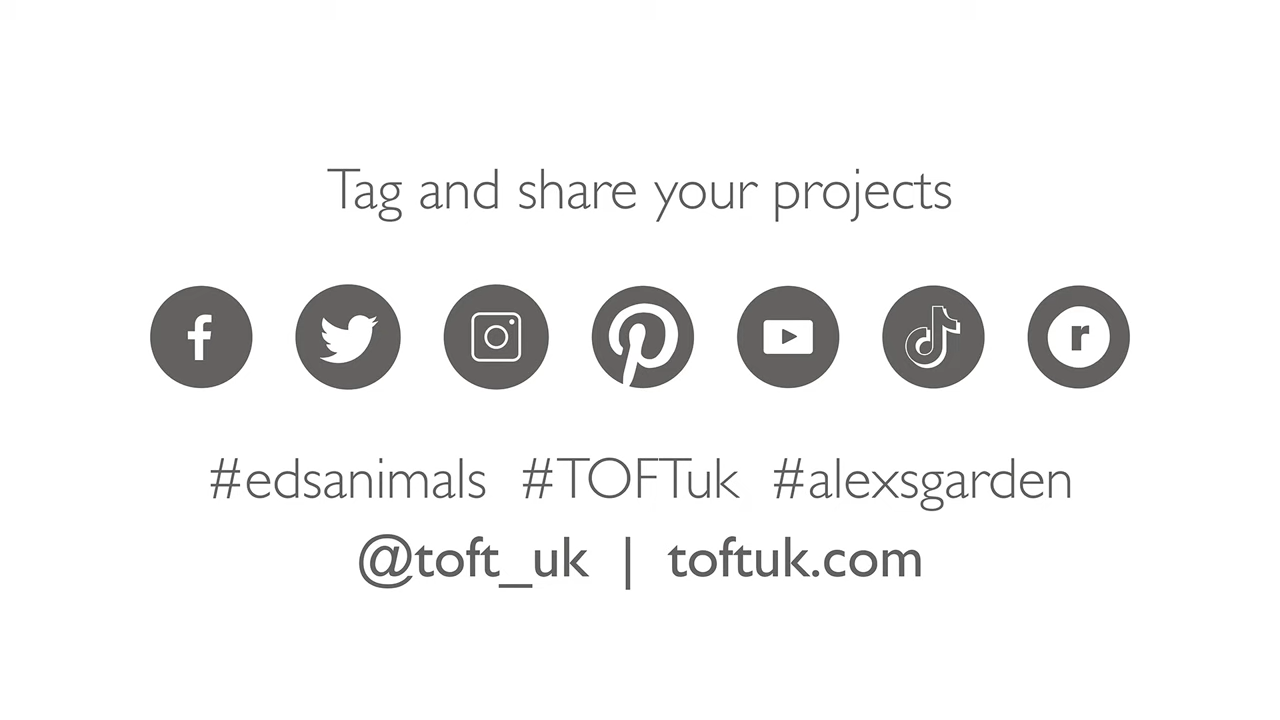 Tag and share your projects
#edsanimals #TOFTuk #alexsgarden
@toft_uk | toftuk.com